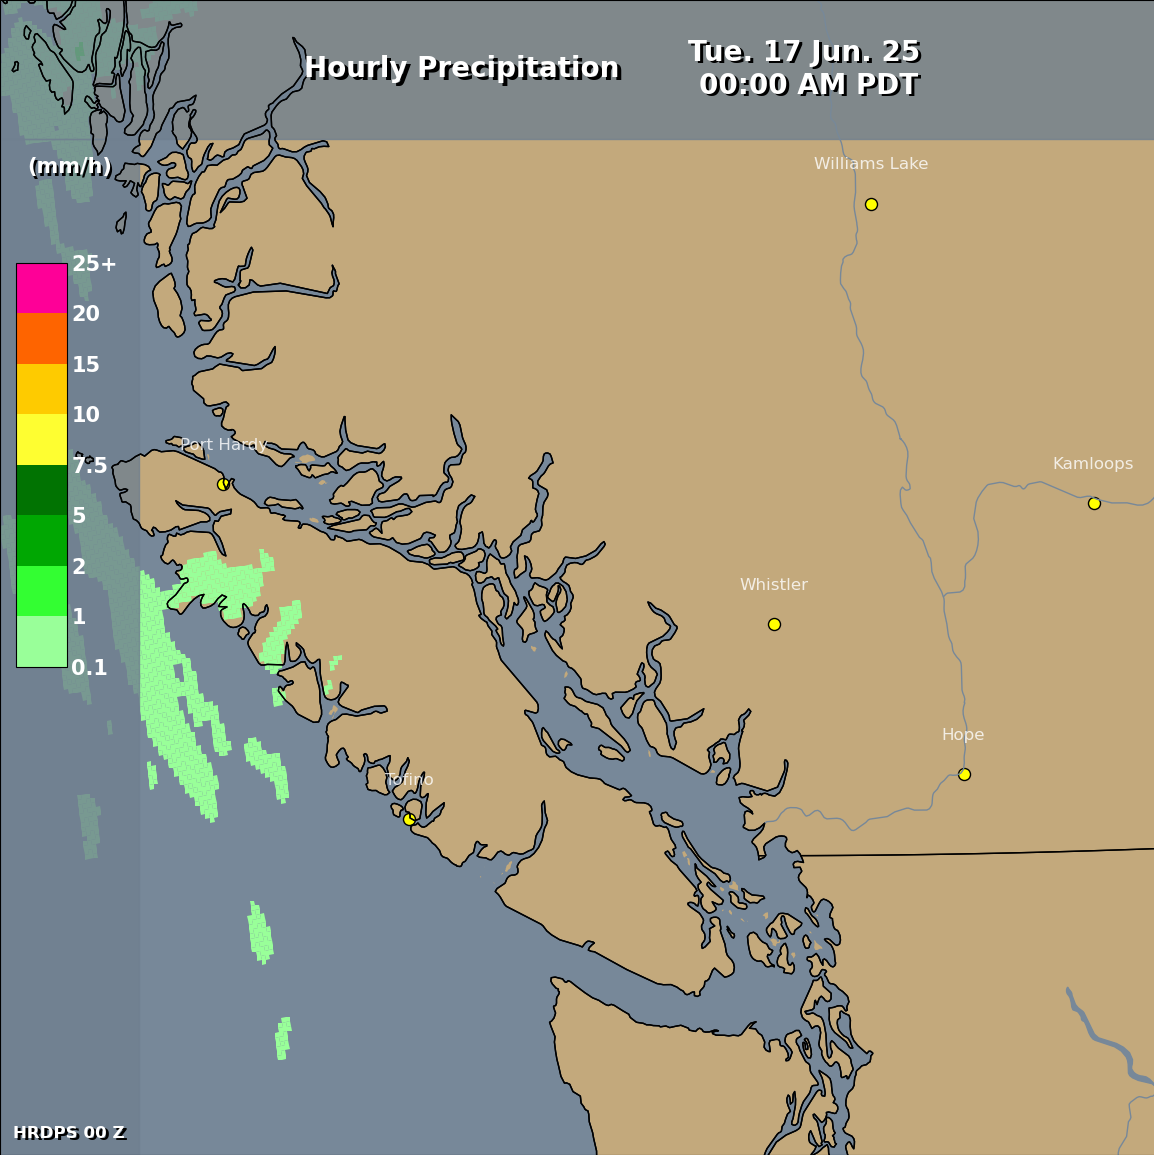 Hourly Precipitation
Tue. 17 Jun. 25
00:00 AM PDT
(mm/h)
25+
20
15
10
7.5
5
2
1
0.1
Williams Lake
Port Hardy
Kamloops
Whistler
Hope
Tofino
HRDPS 00 Z